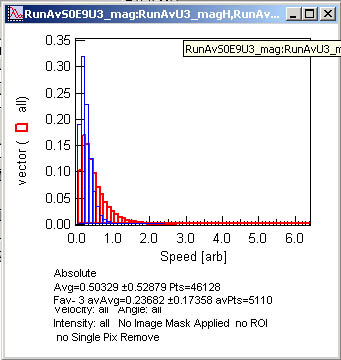 RunAvS0E9U3_mag:RunAvU3_magH,RunAv...
RunAvS0E9U3_mag:RunAvU3_m
0.35
0.30
0.25
0.20
0.15
0.10
0.05
0.00
vector ( all)
0.0 1.0 2.0 3.0 4.0 5.0 6.0
Speed [arb]
Absolute
Avg=0.50329 ±0.52879 Pts=46128
Fav- 3 avAvg=0.23682 ±0.17358 avPts=5110
Velocity: all Angle: all
Intensity: all No Image Mask Applied no ROI
no Single Pix Remove